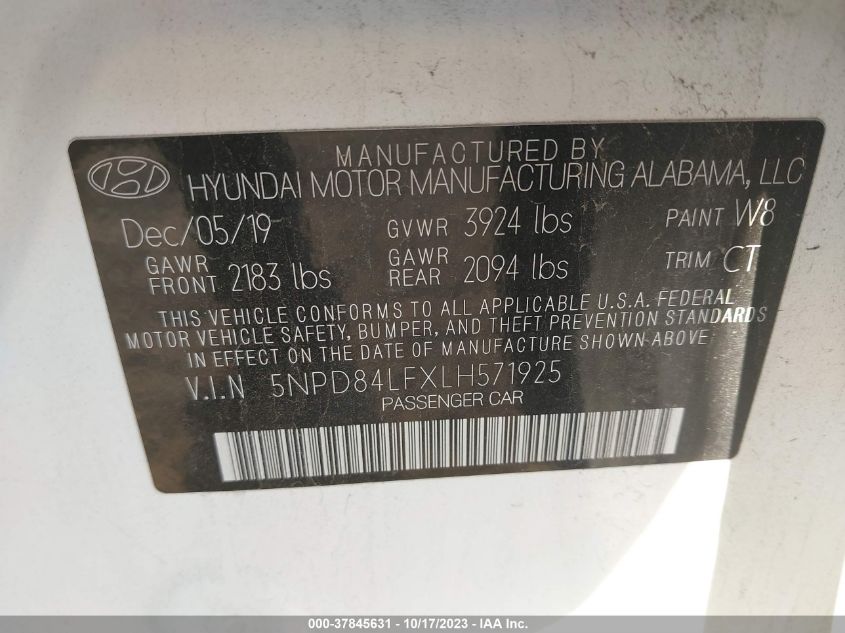 MANUFACTURED BY
HYUNDAI MOTOR MANUFACTURING ALABAMA, LLC
Dec/05/19 GVWR 3924 lbs PAINT W8
GAWR FRONT 2183 lbs GAWR REAR 2094 lbs TRIM CT
THIS VEHICLE CONFORMS TO ALL APPLICABLE U.S.A. FEDERAL
MOTOR VEHICLE SAFETY, BUMPER, AND THEFT PREVENTION STANDARDS
IN EFFECT ON THE DATE OF MANUFACTURE SHOWN ABOVE
V.I.N 5NPD84LFXLH571925
PASSENGER CAR
000-37845631 - 10/17/2023 - IAA Inc.